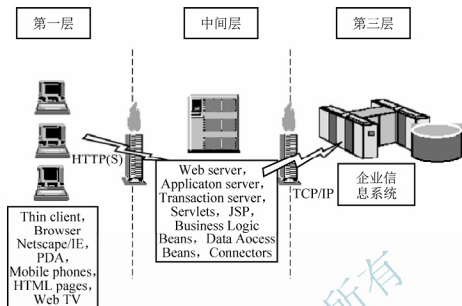 第一层
中间层
第三层
HTTP(S)
TCP/IP
Thin client,
Browser
Netscape/IE,
PDA,
Mobile phones,
HTML pages,
Web TV
Web server,
Applicaton server,
Transaction server,
Servlets, JSP,
Business Logic
Beans, Data Aocess
Beans, Connectors
企业信
息系统
所有